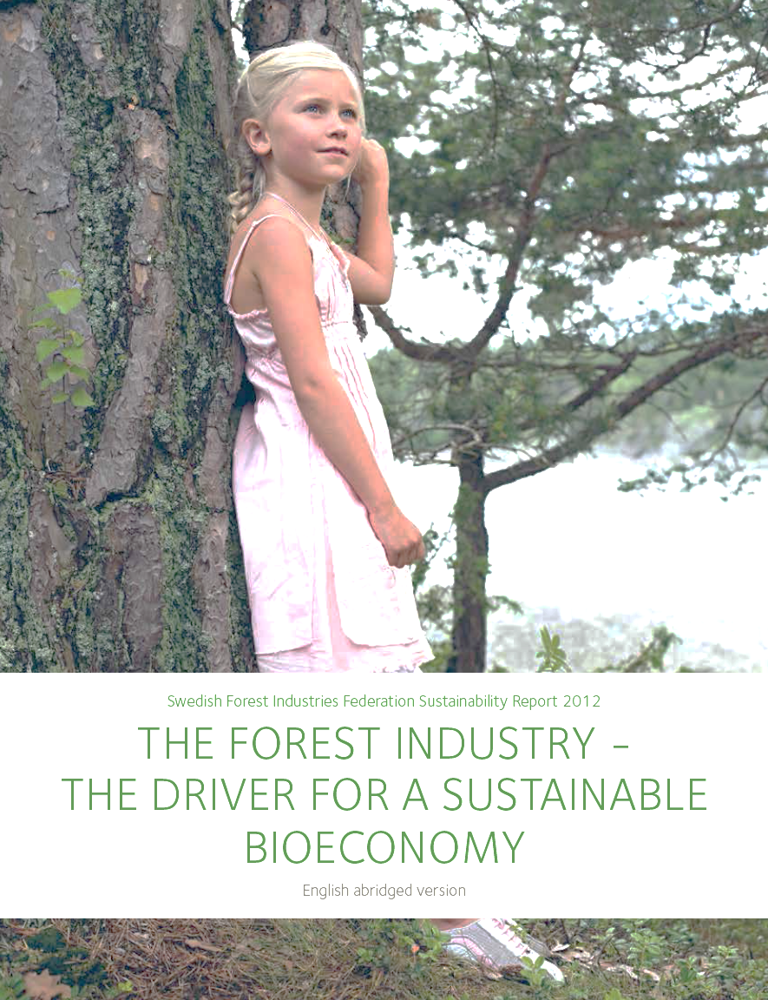 Swedish Forest Industries Federation Sustainability Report 2012
THE FOREST INDUSTRY –
THE DRIVER FOR A SUSTAINABLE
BIOECONOMY
English abridged version